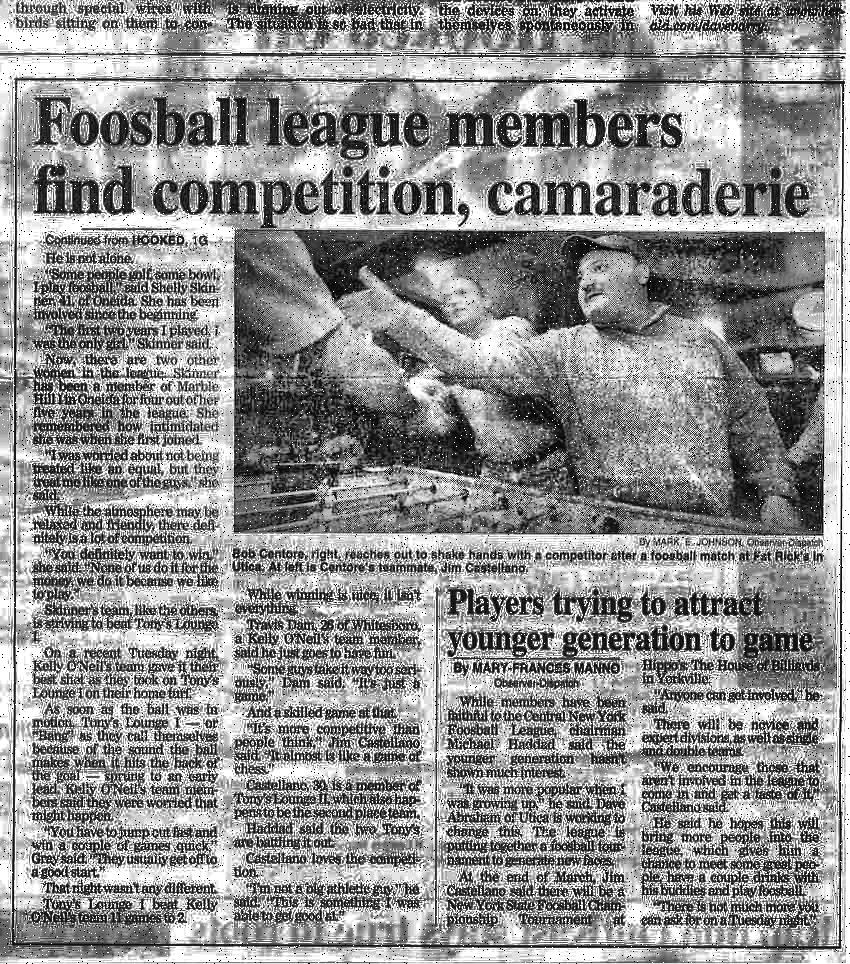 through special wires with
birds sitting on them to con-
is running out of electricity.
The situation is so bad that in
the devices on, they activate
themselves spontaneously in
Visit his Web site at
Foosball league members
find competition, camaraderie
Continued from HOOKED, 1G
He is not alone.
"Some people golf, some bowl,
I play foosball," said Shelly Skin-
ner, 41, of Oneida. She has been
involved since the beginning.
"The first two years I played, I
was the only girl," Skinner said.
Now, there are two other
women in the league. Skinner
has been a member of Marble
Hill I in Oneida for four out of her
five years in the league. She
remembered how intimidated
she was when she first joined.
"I was worried about not being
treated like an equal, but they
treat me like one of the guys," she
said.
While the atmosphere may be
relaxed and friendly, there defi-
nitely is a lot of competition.
"You definitely want to win,"
she said. "None of us do it for the
money, we do it because we like
to play."
Skinner's team, like the others,
is striving to beat Tony's Lounge
I.
On a recent Tuesday night,
Kelly O'Neil's team gave it their
best shot as they took on Tony's
Lounge I on their home turf.
As soon as the ball was in
motion, Tony's Lounge I — or
"Bang" as they call themselves
because of the sound the ball
makes when it hits the back of
the goal — sprung to an early
lead. Kelly O'Neil's team mem-
bers said they were worried that
might happen.
"You have to jump out fast and
win a couple of games quick,"
Gray said. "They usually get off to
a good start."
That night wasn't any different.
Tony's Lounge I beat Kelly
O'Neil's team 11 games to 2.
By MARK E. JOHNSON, Observer-Dispatch
Bob Centore, right, reaches out to shake hands with a competitor after a foosball match at Fat Rick's in
Utica. At left is Centore's teammate, Jim Castellano.
While winning is nice, it isn't
everything.
Travis Dam, 26 of Whitesboro,
a Kelly O'Neil's team member,
said he just goes to have fun.
"Some guys take it way too seri-
ously," Dam said. "It's just a
game."
And a skilled game at that.
"It's more competitive than
people think," Jim Castellano
said. "It almost is like a game of
chess."
Castellano, 30, is a member of
Tony's Lounge II, which also hap-
pens to be the second place team.
Haddad said the two Tony's
are battling it out.
Castellano loves the competi-
tion.
"I'm not a big athletic guy," he
said. "This is something I was
able to get good at."
Players trying to attract
younger generation to game
By MARY-FRANCES MANNO
Observer-Dispatch
While members have been
faithful to the Central New York
Foosball League, chairman
Michael Haddad said the
younger generation hasn't
shown much interest.
"It was more popular when I
was growing up," he said. Dave
Abraham of Utica is working to
change this. The league is
putting together a foosball tour-
nament to generate new faces.
At the end of March, Jim
Castellano said there will be a
New York State Foosball Cham-
pionship Tournament at
Hippo's The House of Billiards
in Yorkville.
"Anyone can get involved," he
said.
There will be novice and
expert divisions, as well as single
and double teams.
"We encourage those that
aren't involved in the league to
come in and get a taste of it,"
Castellano said.
He said he hopes this will
bring more people into the
league, which gives him a
chance to meet some great peo-
ple, have a couple drinks with
his buddies and play foosball.
"There is not much more you
can ask for on a Tuesday night."